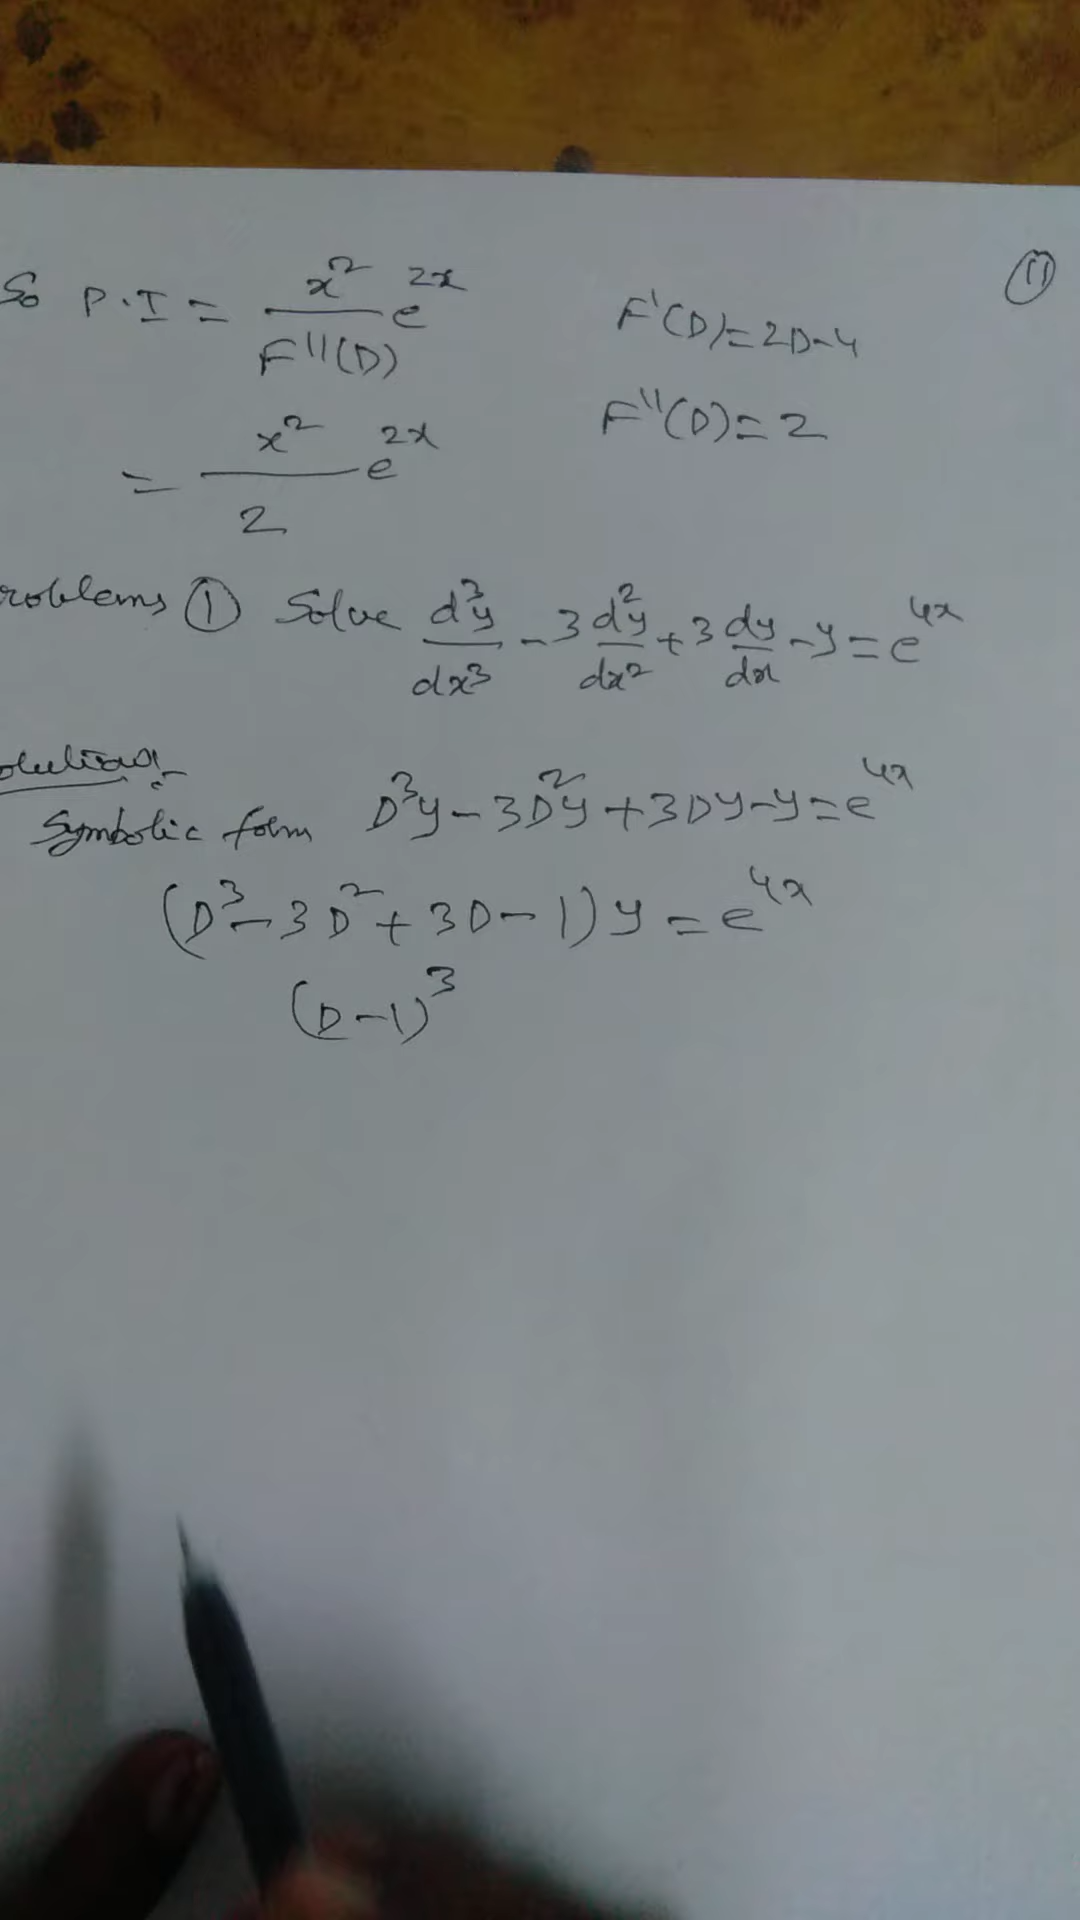 So P.I = x²/F''(D) e^2x F'(D)=2D-4 (11)
= x²/2 e^2x F''(D)=2
roblems (1) Solve d³y/dx³ - 3 d²y/dx² + 3 dy/dx - y = e^4x
olution:-
Symbolic form D³y - 3D²y + 3Dy - y = e^4x
(D³ - 3D² + 3D - 1) y = e^4x
(D-1)³